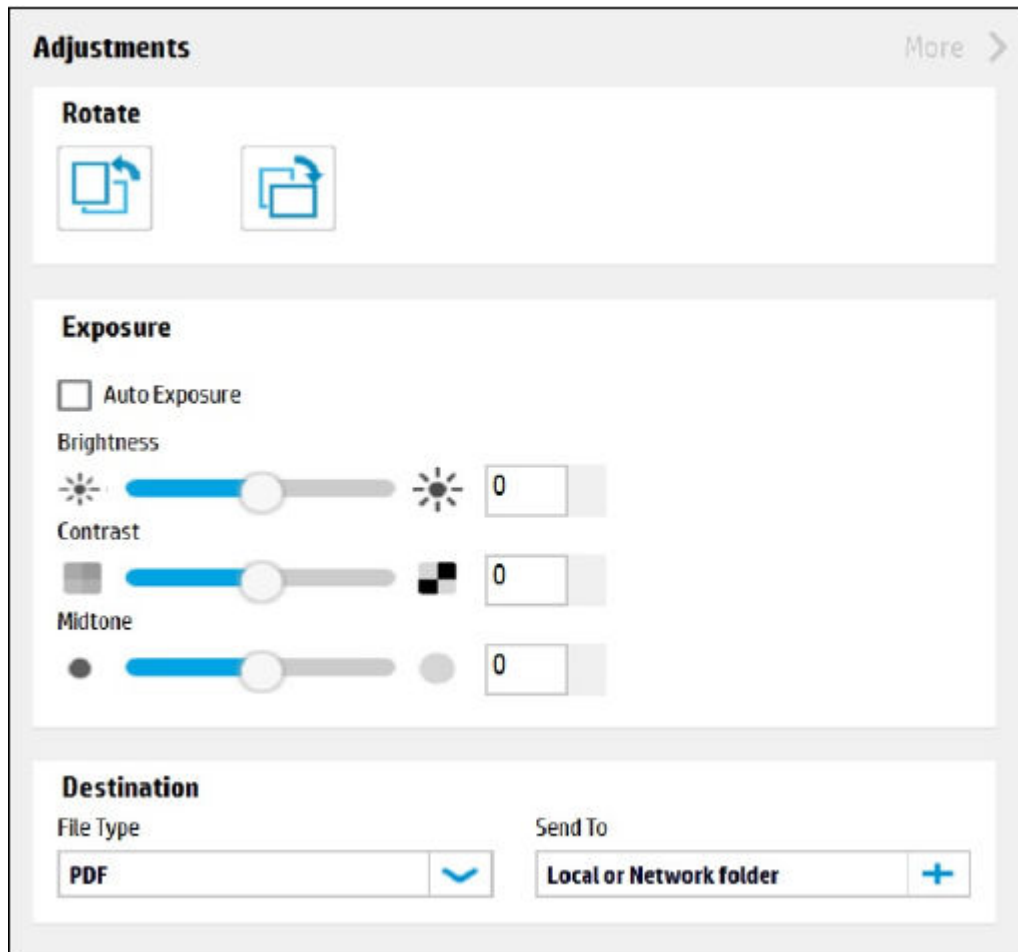 Adjustments
More
Rotate
Exposure
Auto Exposure
Brightness
0
Contrast
0
Midtone
0
Destination
File Type
Send To
PDF
Local or Network folder